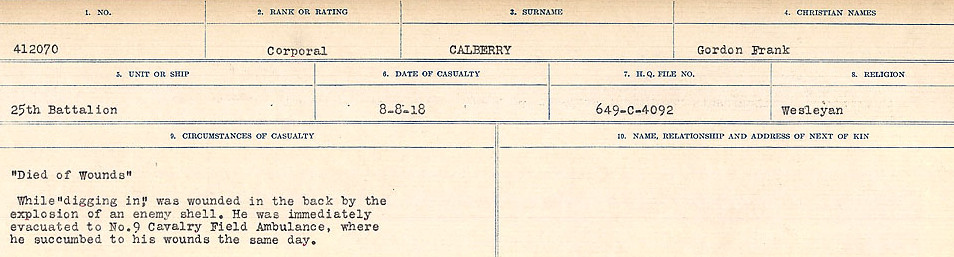 1. NO. 2. RANK OR RATING 3. SURNAME 4. CHRISTIAN NAMES
412070 Corporal CALBERRY Gordon Frank
5. UNIT OR SHIP 6. DATE OF CASUALTY 7. H. Q. FILE NO. 8. RELIGION
25th Battalion 8-8-18 649-C-4092 Wesleyan
9. CIRCUMSTANCES OF CASUALTY 10. NAME, RELATIONSHIP AND ADDRESS OF NEXT OF KIN
"Died of Wounds"
While "digging in," was wounded in the back by the
explosion of an enemy shell. He was immediately
evacuated to No.9 Cavalry Field Ambulance, where
he succumbed to his wounds the same day.